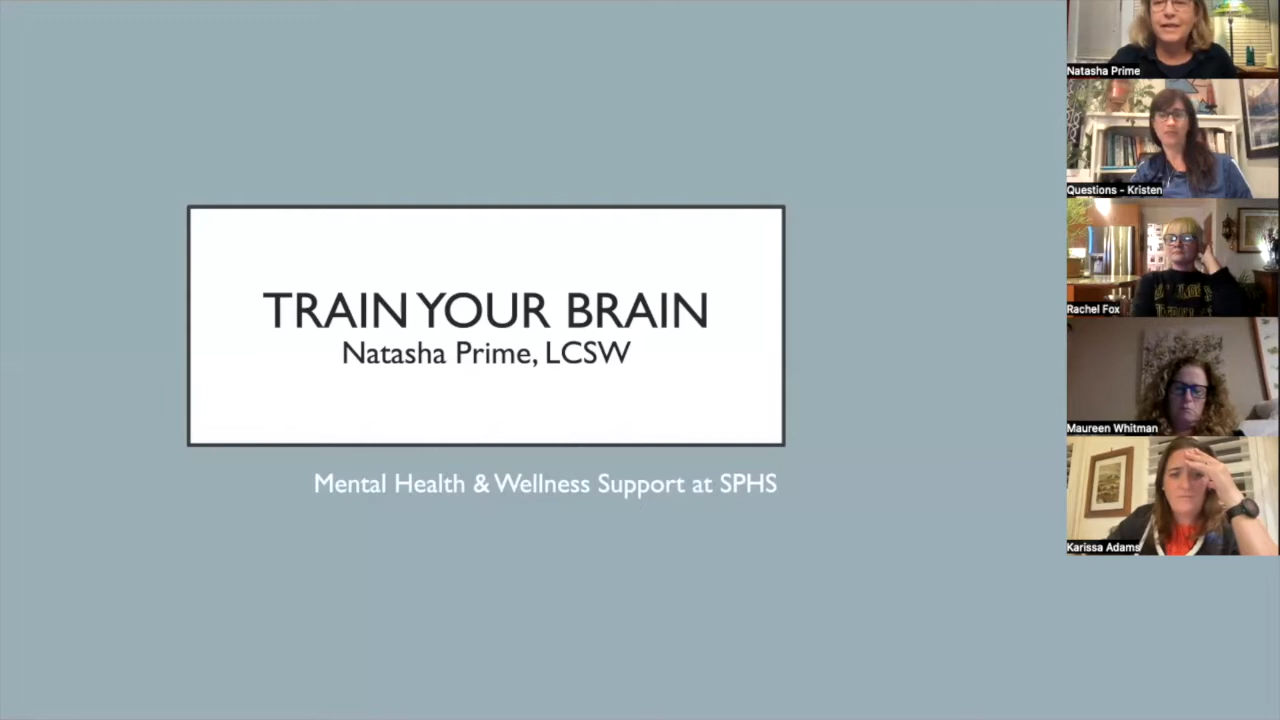 TRAIN YOUR BRAIN
Natasha Prime, LCSW
Mental Health & Wellness Support at SPHS
Natasha Prime
Questions - Kristen
Rachel Fox
Maureen Whitman
Karissa Adams